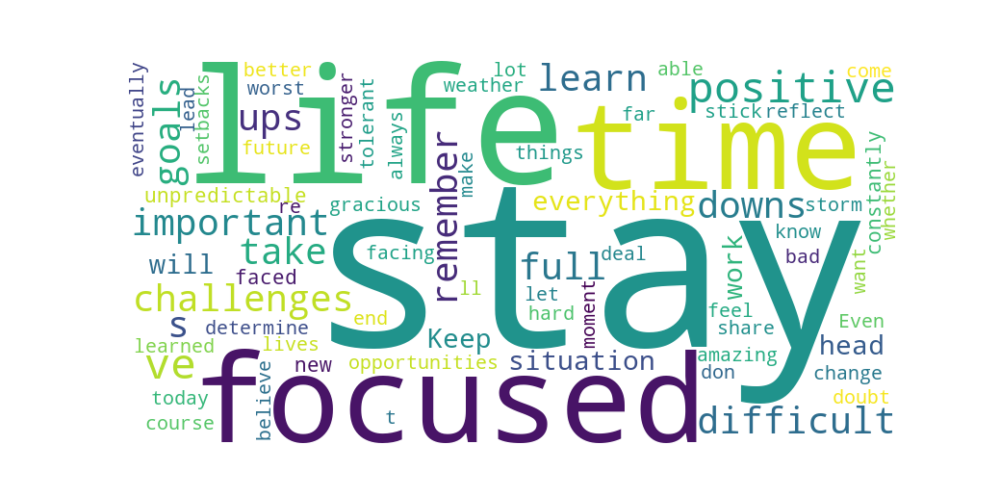 eventually
goals
lead
setbacks
better
worst
ups
future
life
stronger
tolerant
always
weather
lot
learn
able
positive
come
time
far
stick
reflect
things
remember
make
unpredictable
re
gracious
everything
downs
storm
constantly
whether
important
stay
take
facing
full
deal
work
know
bad
want
will
faced
challenges
ll
let
hard
moment
feel
share
Even
s
determine
end
Keep
learned
lives
situation
amazing
head
ve
focused
believe
new
opportunities
don
change
today
doubt
course
t
difficult